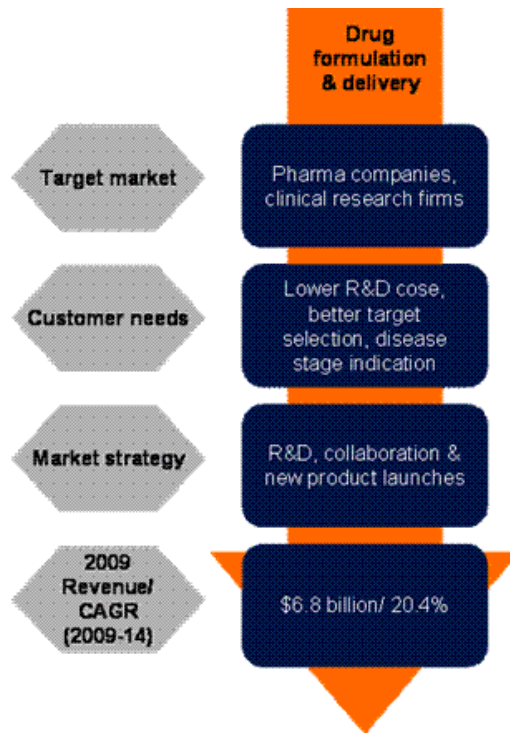 Drug
formulation
& delivery
Target market
Pharma companies,
clinical research firms
Customer needs
Lower R&D cose,
better target
selection, disease
stage indication
Market strategy
R&D, collaboration &
new product launches
2009
Revenue/
CAGR
(2009-14)
$6.8 billion/ 20.4%